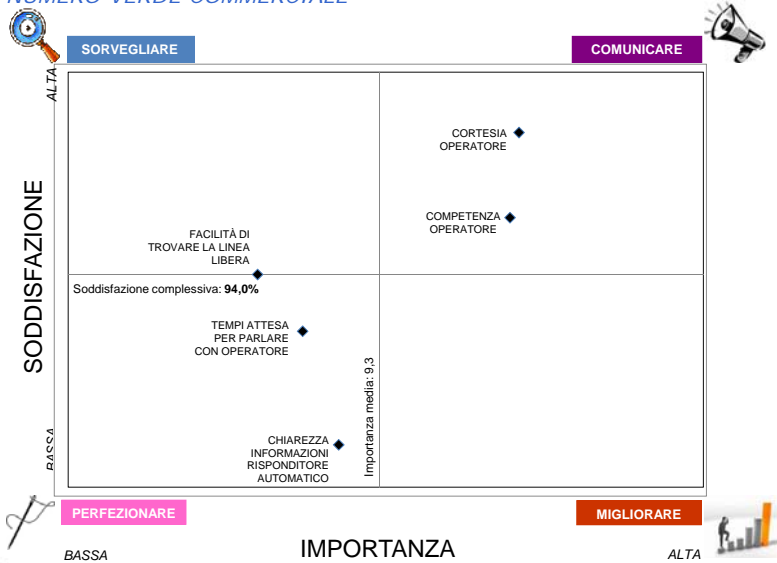 NUMERO VERDE COMMERCIALE
SORVEGLIARE
COMUNICARE
ALTA
CORTESIA
OPERATORE
COMPETENZA
OPERATORE
FACILITÀ DI
TROVARE LA LINEA
LIBERA
SODDISFAZIONE
Soddisfazione complessiva: 94,0%
TEMPI ATTESA
PER PARLARE
CON OPERATORE
Importanza media: 9,3
CHIAREZZA
INFORMAZIONI
RISPONDITORE
AUTOMATICO
BASSA
PERFEZIONARE
MIGLIORARE
BASSA
IMPORTANZA
ALTA